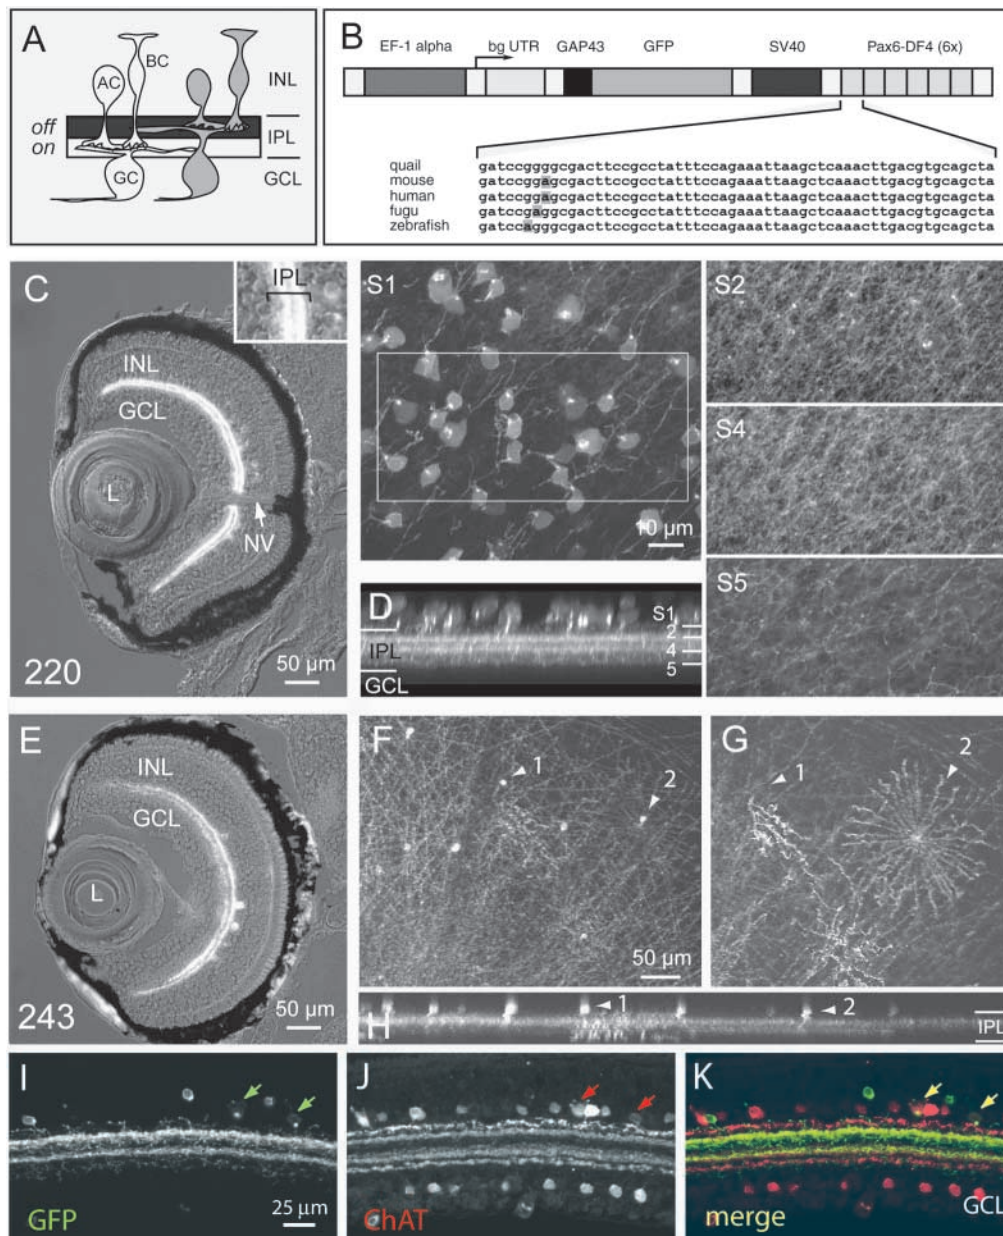 A
BC
AC
INL
off
IPL
on
GC
GCL
B
EF-1 alpha bg UTR GAP43 GFP SV40 Pax6-DF4 (6x)
quail gatccggggcgacttccgcctatttccagaaattaagctcaaacttgacgtgcagcta
mouse gatccggagcgacttccgcctatttccagaaattaagctcaaacttgacgtgcagcta
human gatccggagcgacttccgcctatttccagaaattaagctcaaacttgacgtgcagcta
fugu gatccgaggcgacttccgcctatttccagaaattaagctcaaacttgacgtgcagcta
zebrafish gatccagggcgacttccgcctatttccagaaattaagctcaaacttgacgtgcagcta
C
IPL
INL
GCL
L
NV
220
50 µm
S1
10 µm
S2
S4
S5
D
S1
2
IPL
4
5
GCL
E
INL
GCL
L
243
50 µm
F
1
2
50 µm
G
1
2
H
1
2
IPL
I
GFP
25 µm
J
ChAT
K
merge
GCL